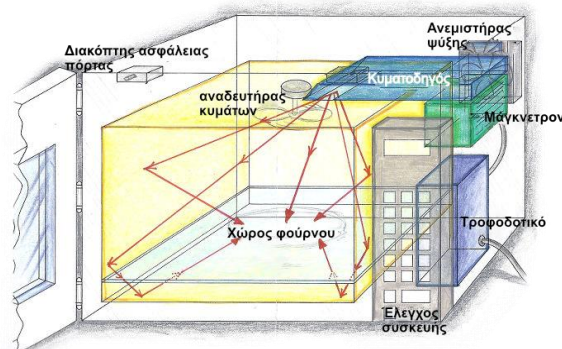 Ανεμιστήρας
ψύξης
Διακόπτης ασφάλειας
πόρτας
Κυματοδηγός
αναδευτήρας
κυμάτων
Μάγκνετρον
Χώρος φούρνου
Τροφοδοτικό
Έλεγχος
συσκευής